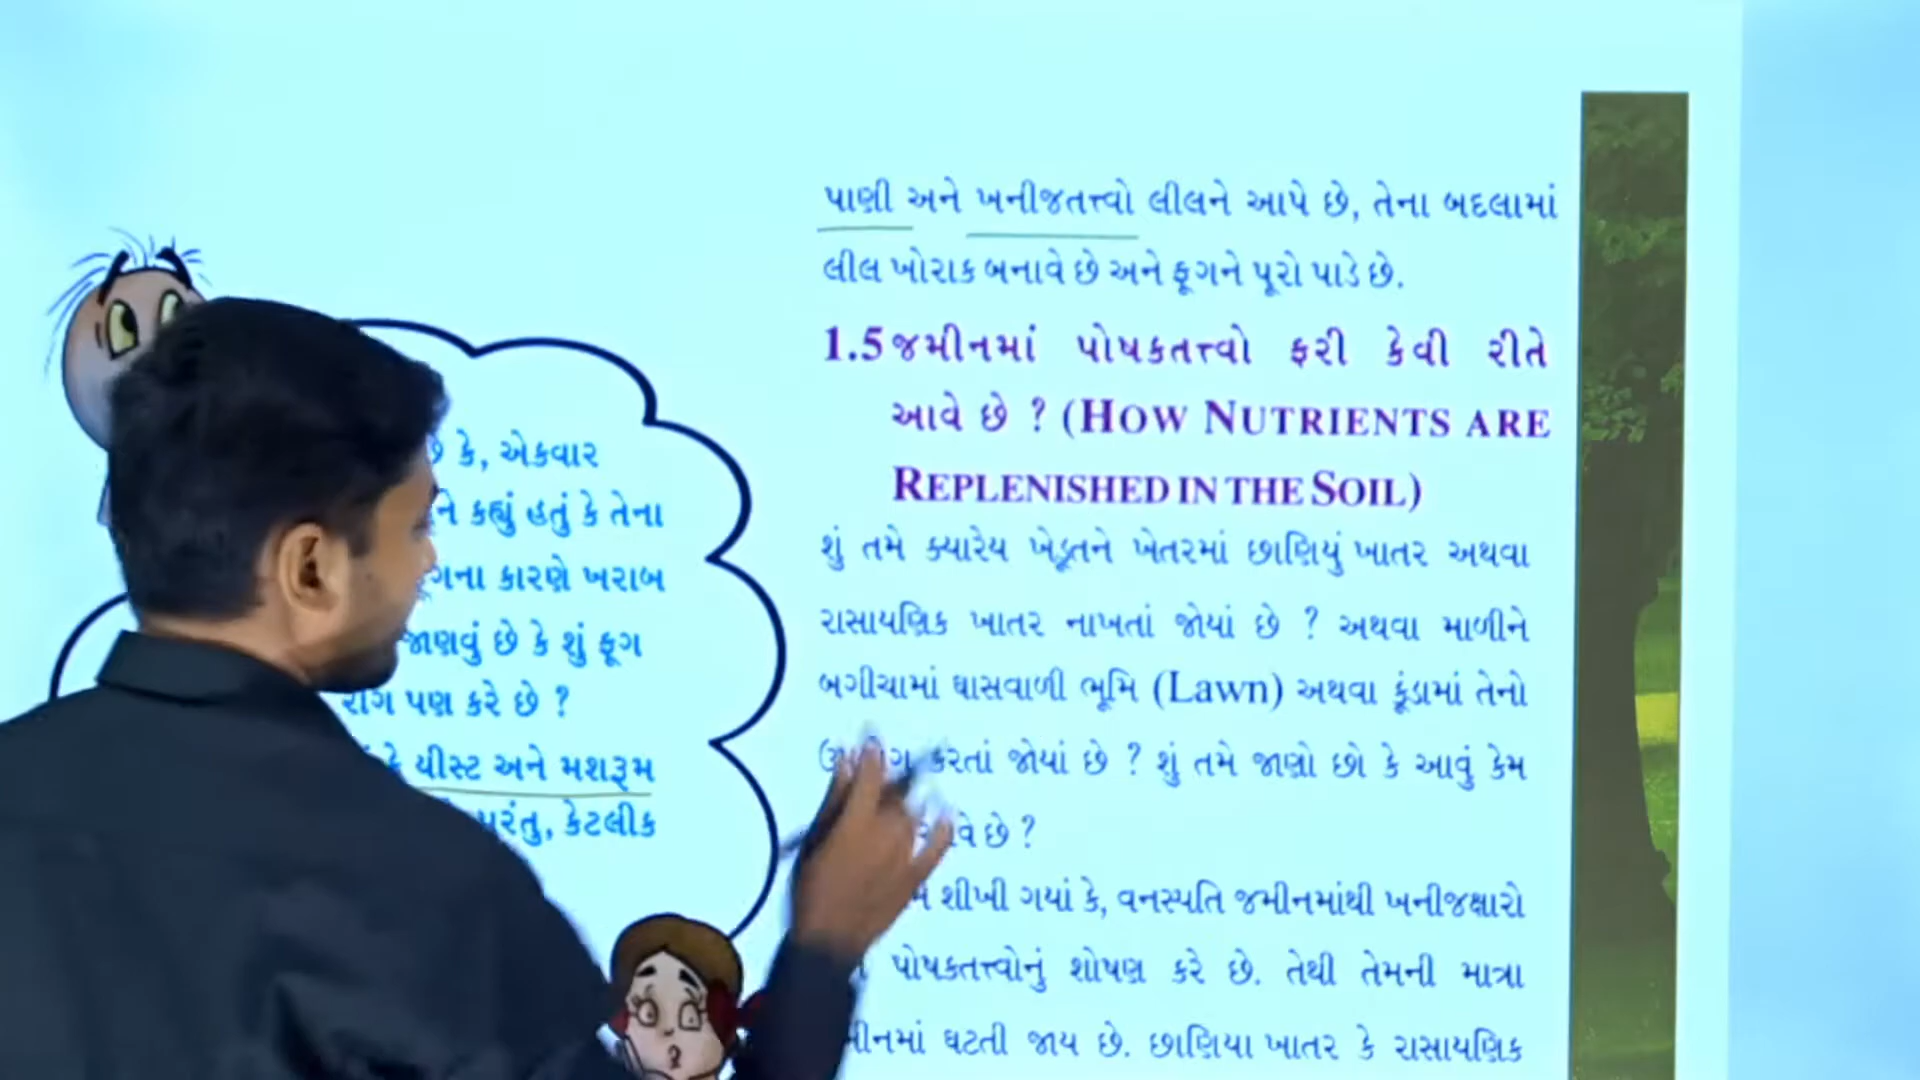 છે કે, એકવાર
ને કહ્યું હતું કે તેના
ગના કારણે ખરાબ
જાણવું છે કે શું ફૂગ
રોગ પણ કરે છે ?
કે યીસ્ટ અને મશરૂમ
પરંતુ, કેટલીક
પાણી અને ખનીજતત્ત્વો લીલને આપે છે, તેના બદલામાં
લીલ ખોરાક બનાવે છે અને ફૂગને પૂરો પાડે છે.
1.5 જમીનમાં પોષકતત્ત્વો ફરી કેવી રીતે
આવે છે ? (HOW NUTRIENTS ARE
REPLENISHED IN THE SOIL)
શું તમે ક્યારેય ખેડૂતને ખેતરમાં છાણિયું ખાતર અથવા
રાસાયણિક ખાતર નાખતાં જોયાં છે ? અથવા માળીને
બગીચામાં ઘાસવાળી ભૂમિ (Lawn) અથવા કૂંડામાં તેનો
કરતાં જોયાં છે ? શું તમે જાણો છો કે આવું કેમ
છે ?
શીખી ગયાં કે, વનસ્પતિ જમીનમાંથી ખનીજક્ષારો
પોષકતત્ત્વોનું શોષણ કરે છે. તેથી તેમની માત્રા
મીનમાં ઘટતી જાય છે. છાણિયા ખાતર કે રાસાયણિક